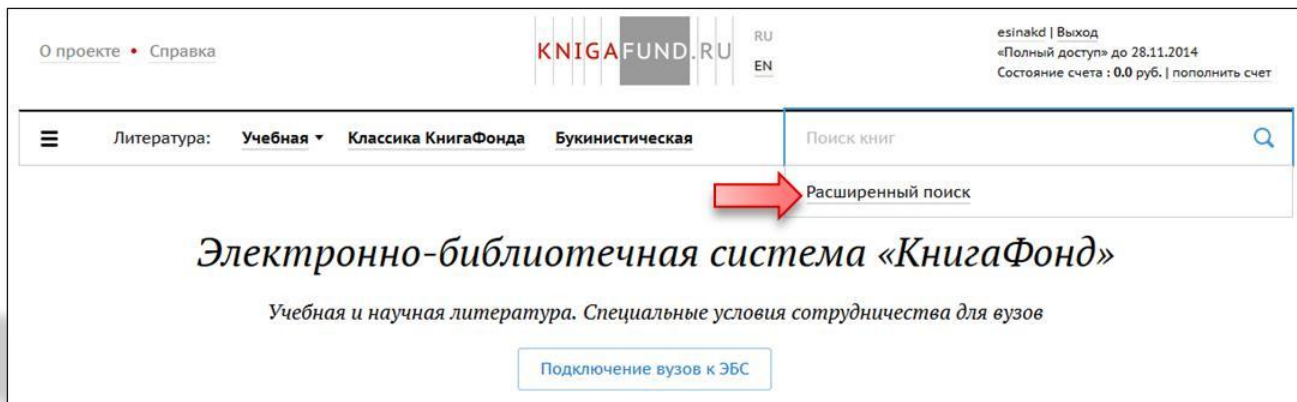 О проекте • Справка
KNIGAFUND.RU
RU
EN
esinakd | Выход
«Полный доступ» до 28.11.2014
Состояние счета : 0.0 руб. | пополнить счет
Литература: Учебная Классика КнигаФонда Букинистическая
Поиск книг
Расширенный поиск
Электронно-библиотечная система «КнигаФонд»
Учебная и научная литература. Специальные условия сотрудничества для вузов
Подключение вузов к ЭБС